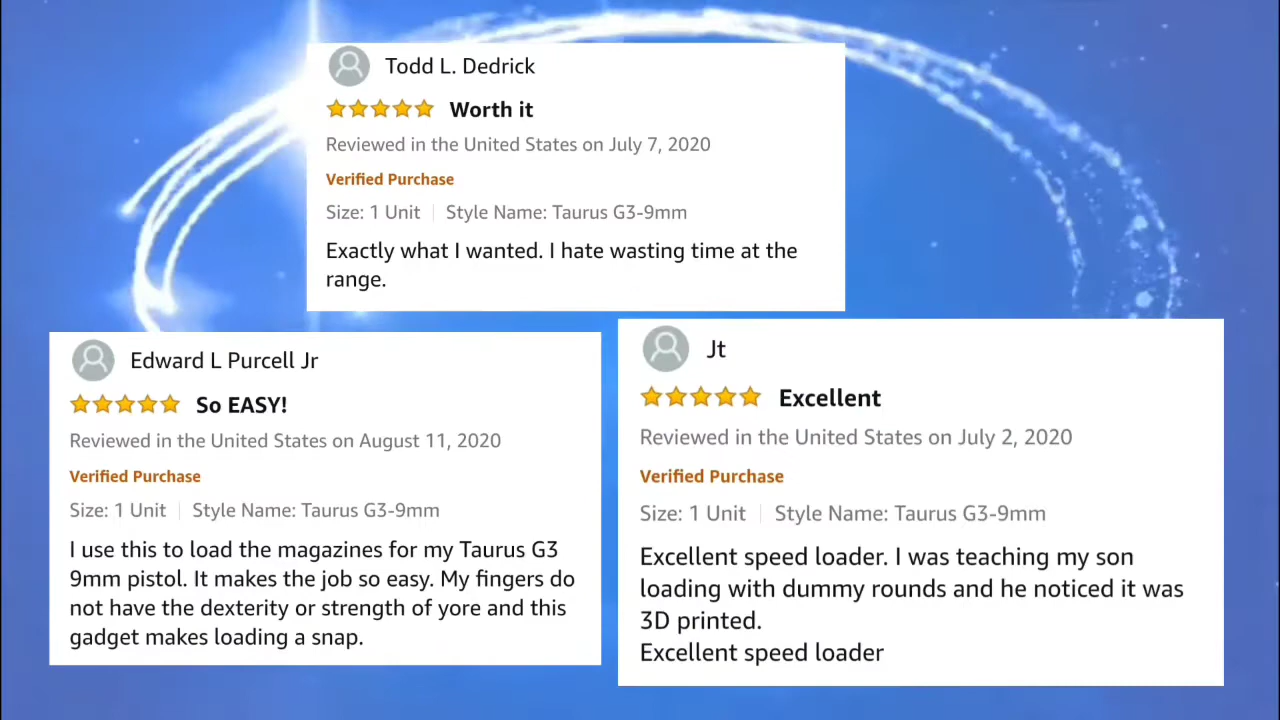 Todd L. Dedrick
Worth it
Reviewed in the United States on July 7, 2020
Verified Purchase
Size: 1 Unit | Style Name: Taurus G3-9mm
Exactly what I wanted. I hate wasting time at the
range.
Edward L Purcell Jr
So EASY!
Reviewed in the United States on August 11, 2020
Verified Purchase
Size: 1 Unit | Style Name: Taurus G3-9mm
I use this to load the magazines for my Taurus G3
9mm pistol. It makes the job so easy. My fingers do
not have the dexterity or strength of yore and this
gadget makes loading a snap.
Jt
Excellent
Reviewed in the United States on July 2, 2020
Verified Purchase
Size: 1 Unit | Style Name: Taurus G3-9mm
Excellent speed loader. I was teaching my son
loading with dummy rounds and he noticed it was
3D printed.
Excellent speed loader